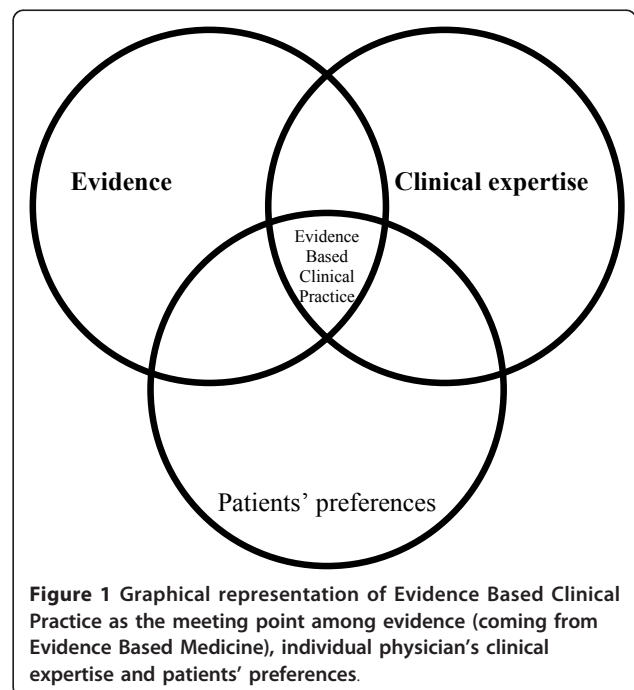 Evidence
Clinical expertise
Evidence
Based
Clinical
Practice
Patients’ preferences
Figure 1 Graphical representation of Evidence Based Clinical
Practice as the meeting point among evidence (coming from
Evidence Based Medicine), individual physician’s clinical
expertise and patients’ preferences.